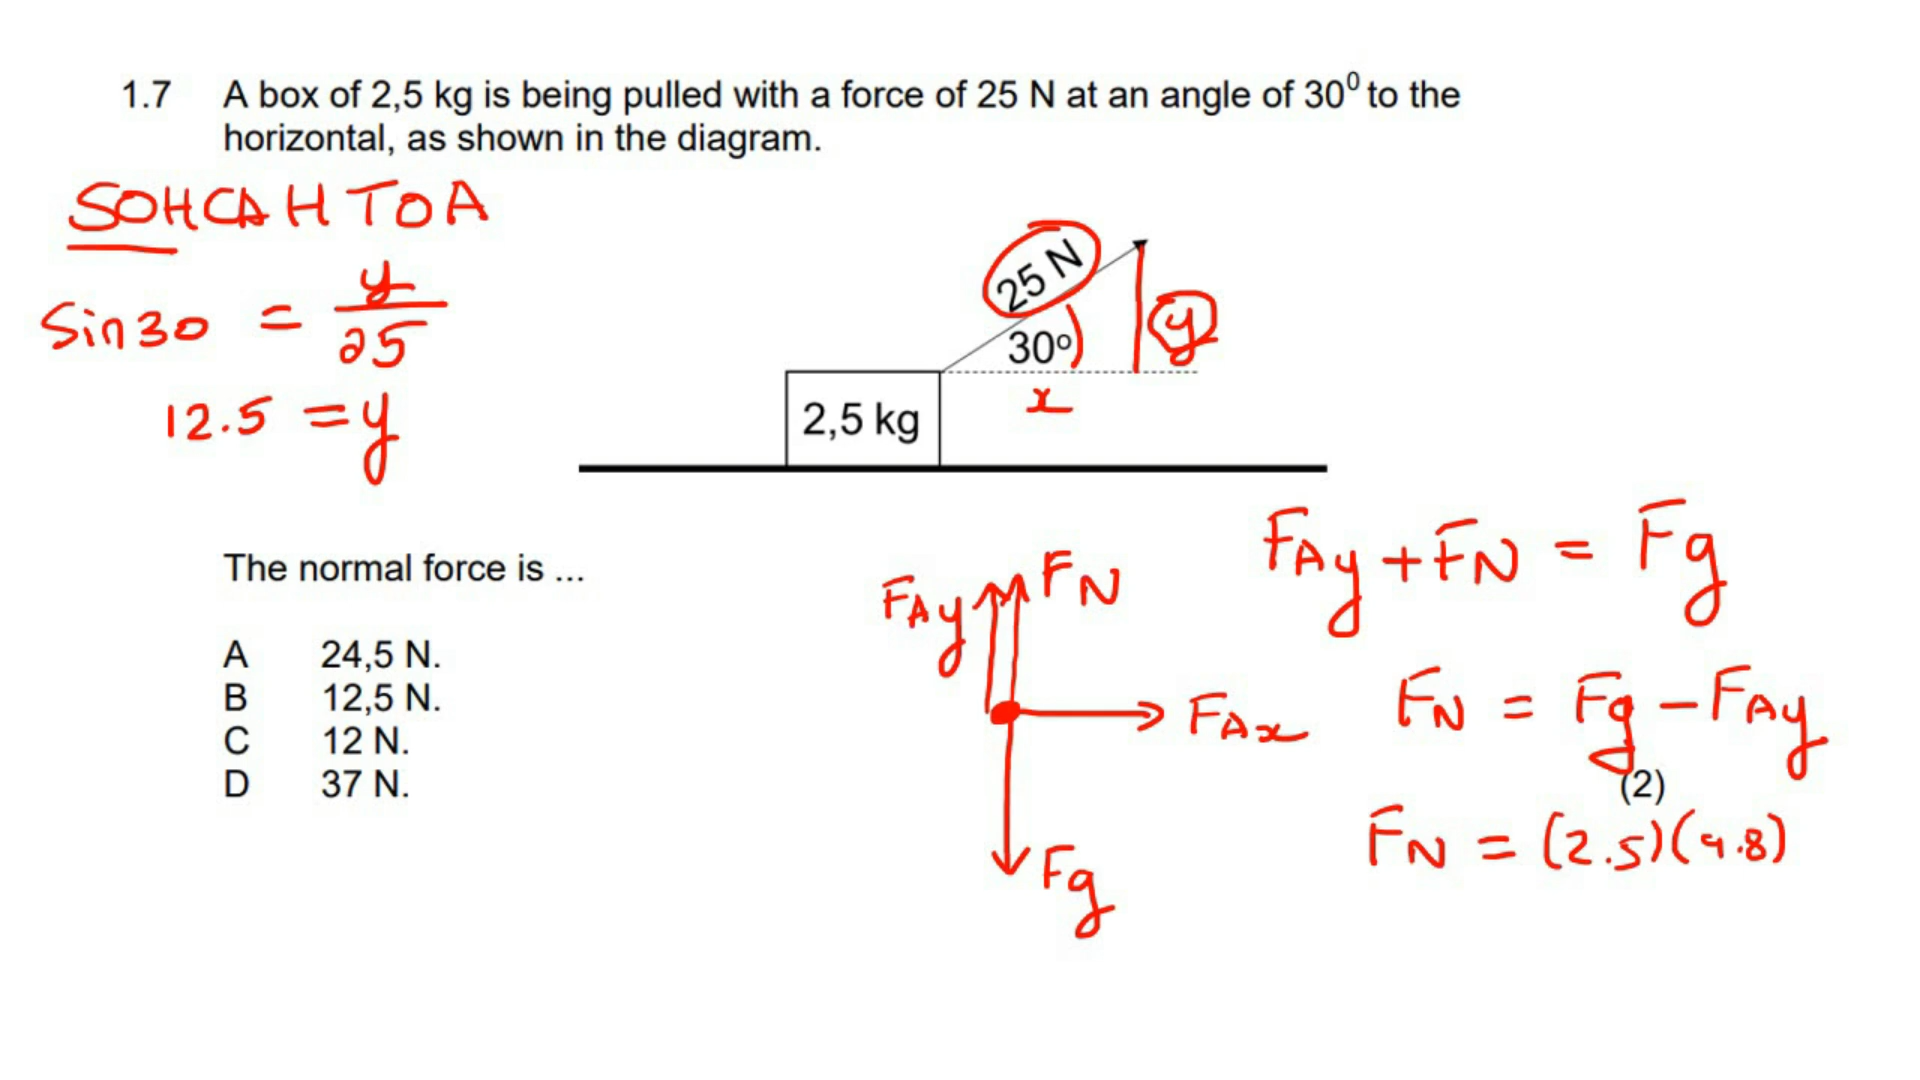 1.7 A box of 2,5 kg is being pulled with a force of 25 N at an angle of 30⁰ to the
horizontal, as shown in the diagram.
SOHCAHTOA
sin30 = y/25
12.5 = y
25 N
30º
y
x
2,5 kg
The normal force is ...
A 24,5 N.
B 12,5 N.
C 12 N.
D 37 N.
(2)
FAy
FN
FAx
Fg
FAy + FN = Fg
FN = Fg - FAy
FN = (2.5)(9.8)